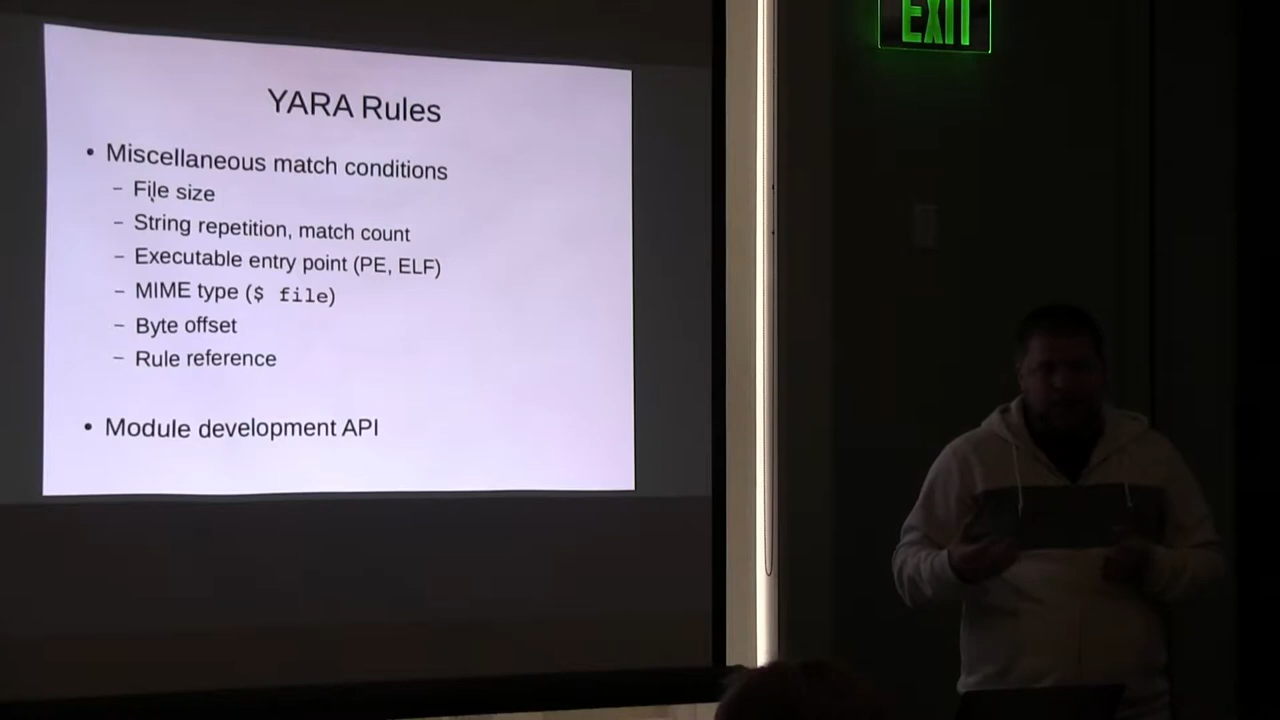 EXIT
YARA Rules
• Miscellaneous match conditions
– File size
– String repetition, match count
– Executable entry point (PE, ELF)
– MIME type ($ file)
– Byte offset
– Rule reference
• Module development API